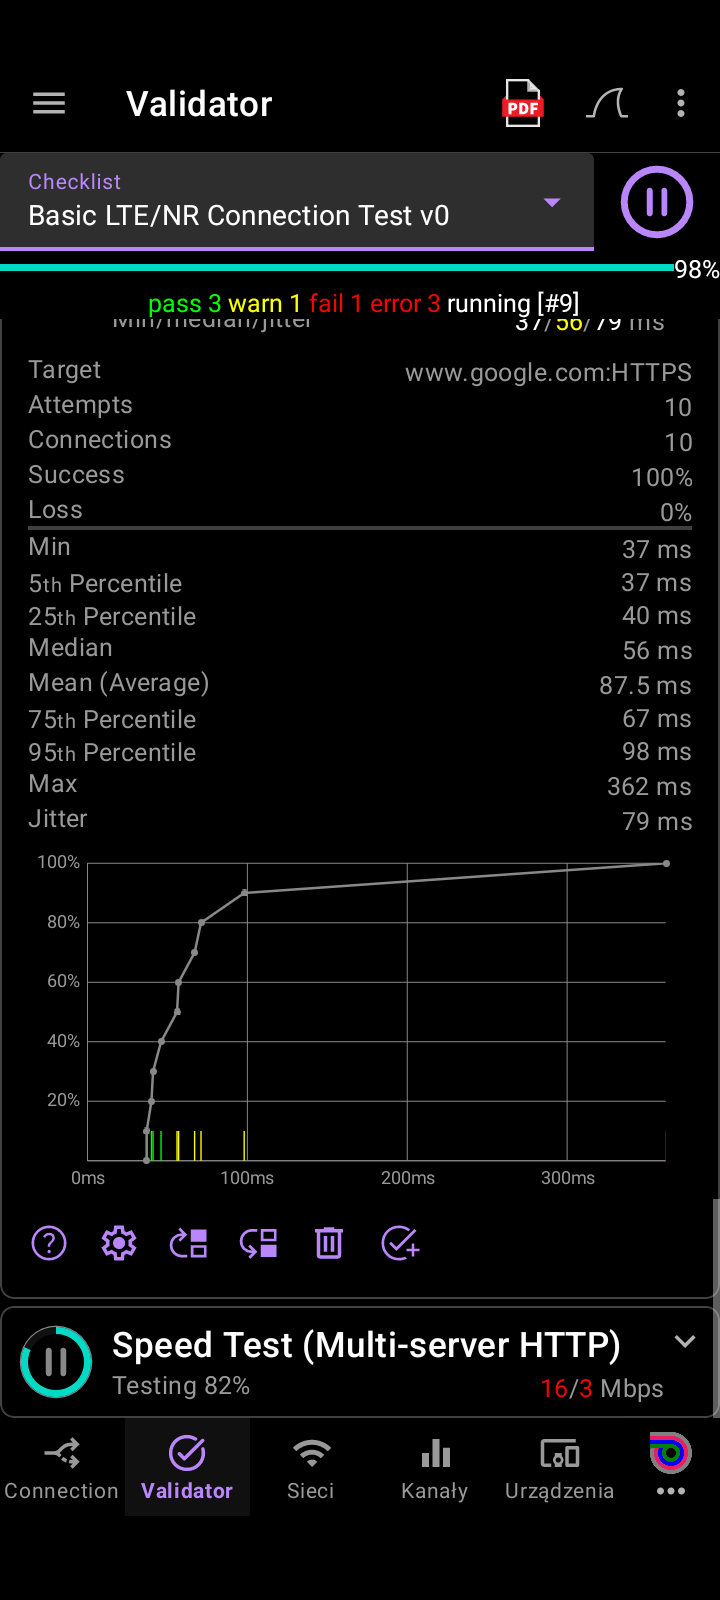 Validator
PDF
Checklist
Basic LTE/NR Connection Test v0
98%
pass 3 warn 1 fail 1 error 3 running [#9]
Min/median/jitter 37/56/79 ms
Target www.google.com:HTTPS
Attempts 10
Connections 10
Success 100%
Loss 0%
Min 37 ms
5th Percentile 37 ms
25th Percentile 40 ms
Median 56 ms
Mean (Average) 87.5 ms
75th Percentile 67 ms
95th Percentile 98 ms
Max 362 ms
Jitter 79 ms
100%
80%
60%
40%
20%
0ms 100ms 200ms 300ms
Speed Test (Multi-server HTTP)
Testing 82% 16/3 Mbps
Connection Validator Sieci Kanały Urządzenia